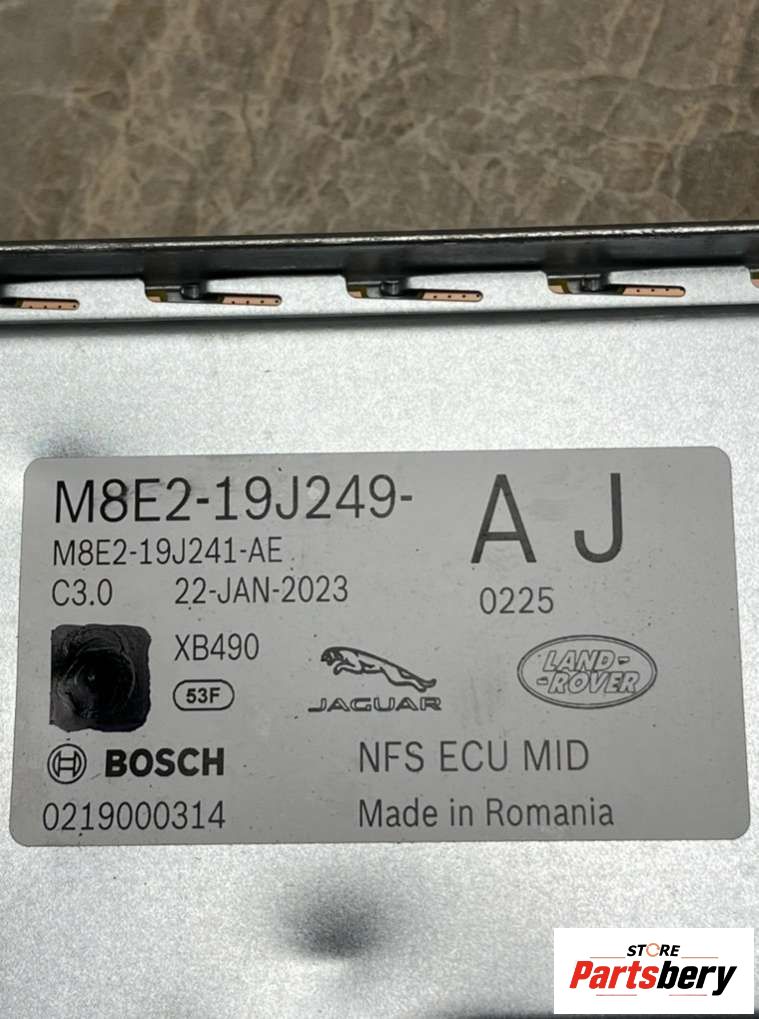 M8E2-19J249- A J
M8E2-19J241-AE
C3.0 22-JAN-2023 0225
XB490
53F
JAGUAR
LAND-
-ROVER
BOSCH NFS ECU MID
0219000314 Made in Romania
STORE
Partsbery